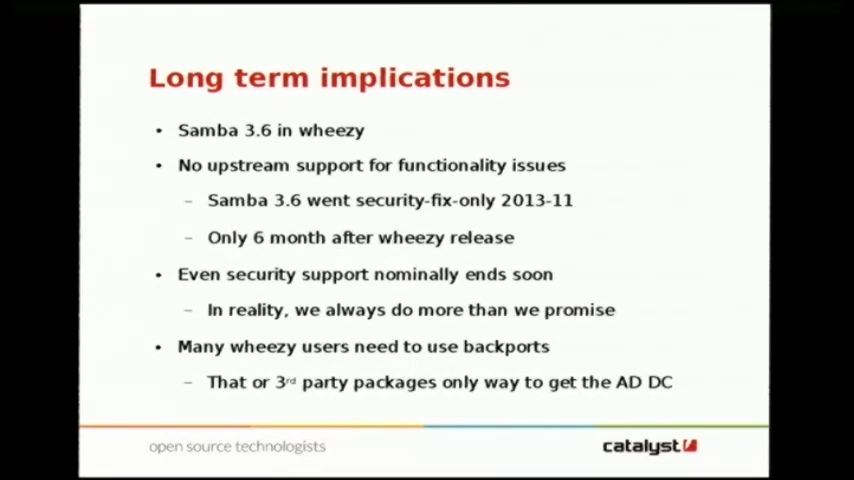 Long term implications
• Samba 3.6 in wheezy
• No upstream support for functionality issues
– Samba 3.6 went security-fix-only 2013-11
– Only 6 month after wheezy release
• Even security support nominally ends soon
– In reality, we always do more than we promise
• Many wheezy users need to use backports
– That or 3rd party packages only way to get the AD DC
open source technologists
catalyst